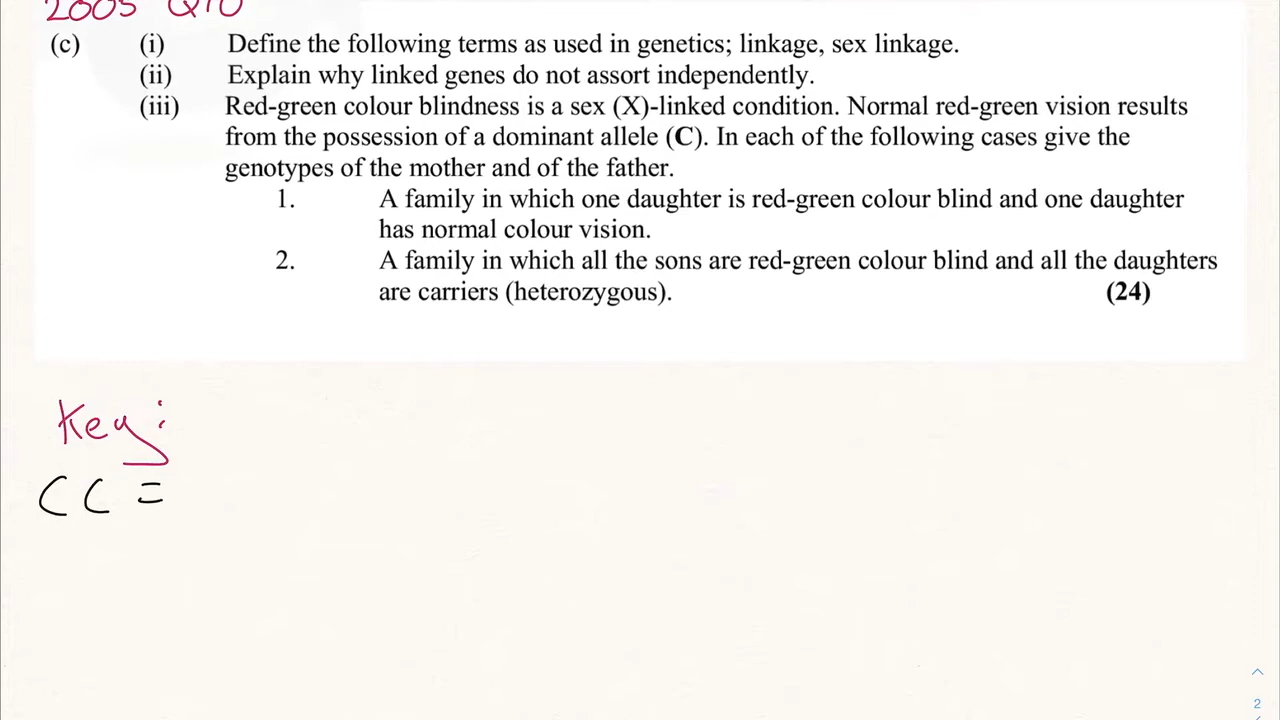 2005 Q10
(c) (i) Define the following terms as used in genetics; linkage, sex linkage.
(ii) Explain why linked genes do not assort independently.
(iii) Red-green colour blindness is a sex (X)-linked condition. Normal red-green vision results
from the possession of a dominant allele (C). In each of the following cases give the
genotypes of the mother and of the father.
1. A family in which one daughter is red-green colour blind and one daughter
has normal colour vision.
2. A family in which all the sons are red-green colour blind and all the daughters
are carriers (heterozygous). (24)
Key:
CC =
2